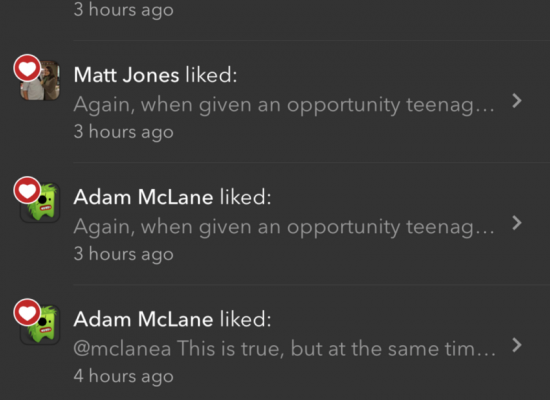 3 hours ago
Matt Jones liked:
Again, when given an opportunity teenag...
3 hours ago
Adam McLane liked:
Again, when given an opportunity teenag...
3 hours ago
Adam McLane liked:
@mclanea This is true, but at the same tim...
4 hours ago